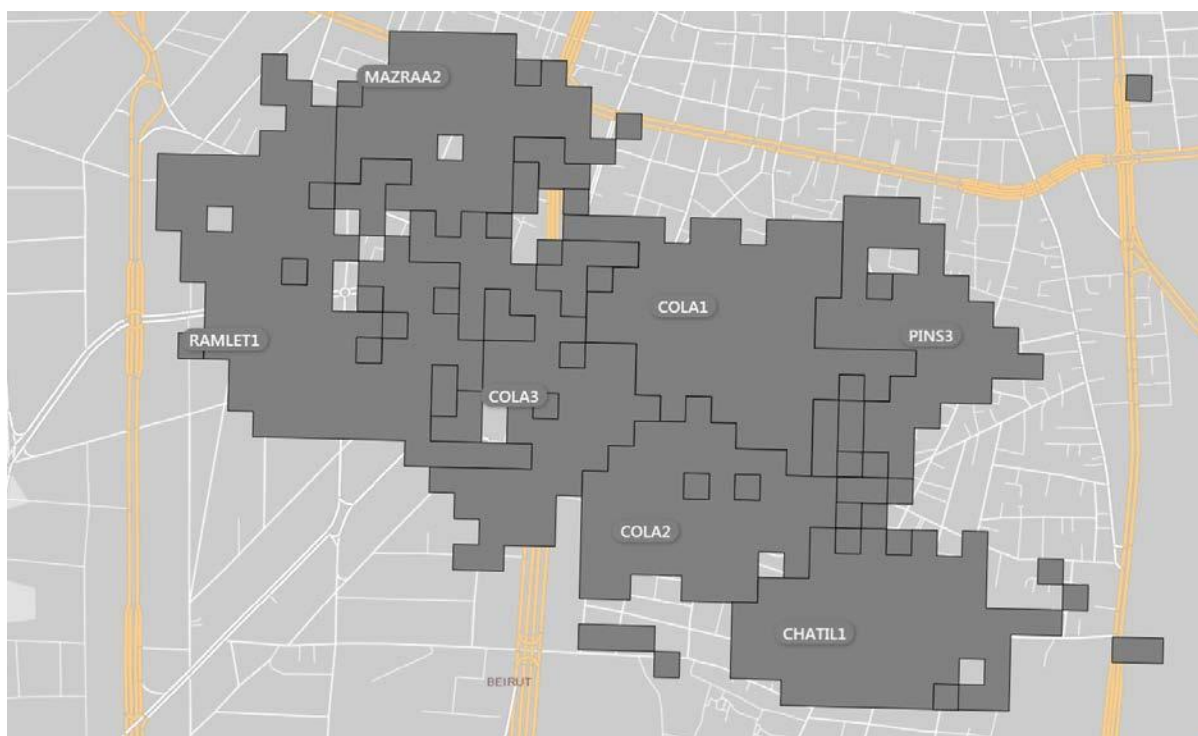 MAZRAA2
COLA1
RAMLET1
PINS3
COLA3
COLA2
CHATIL1
BEIRUT